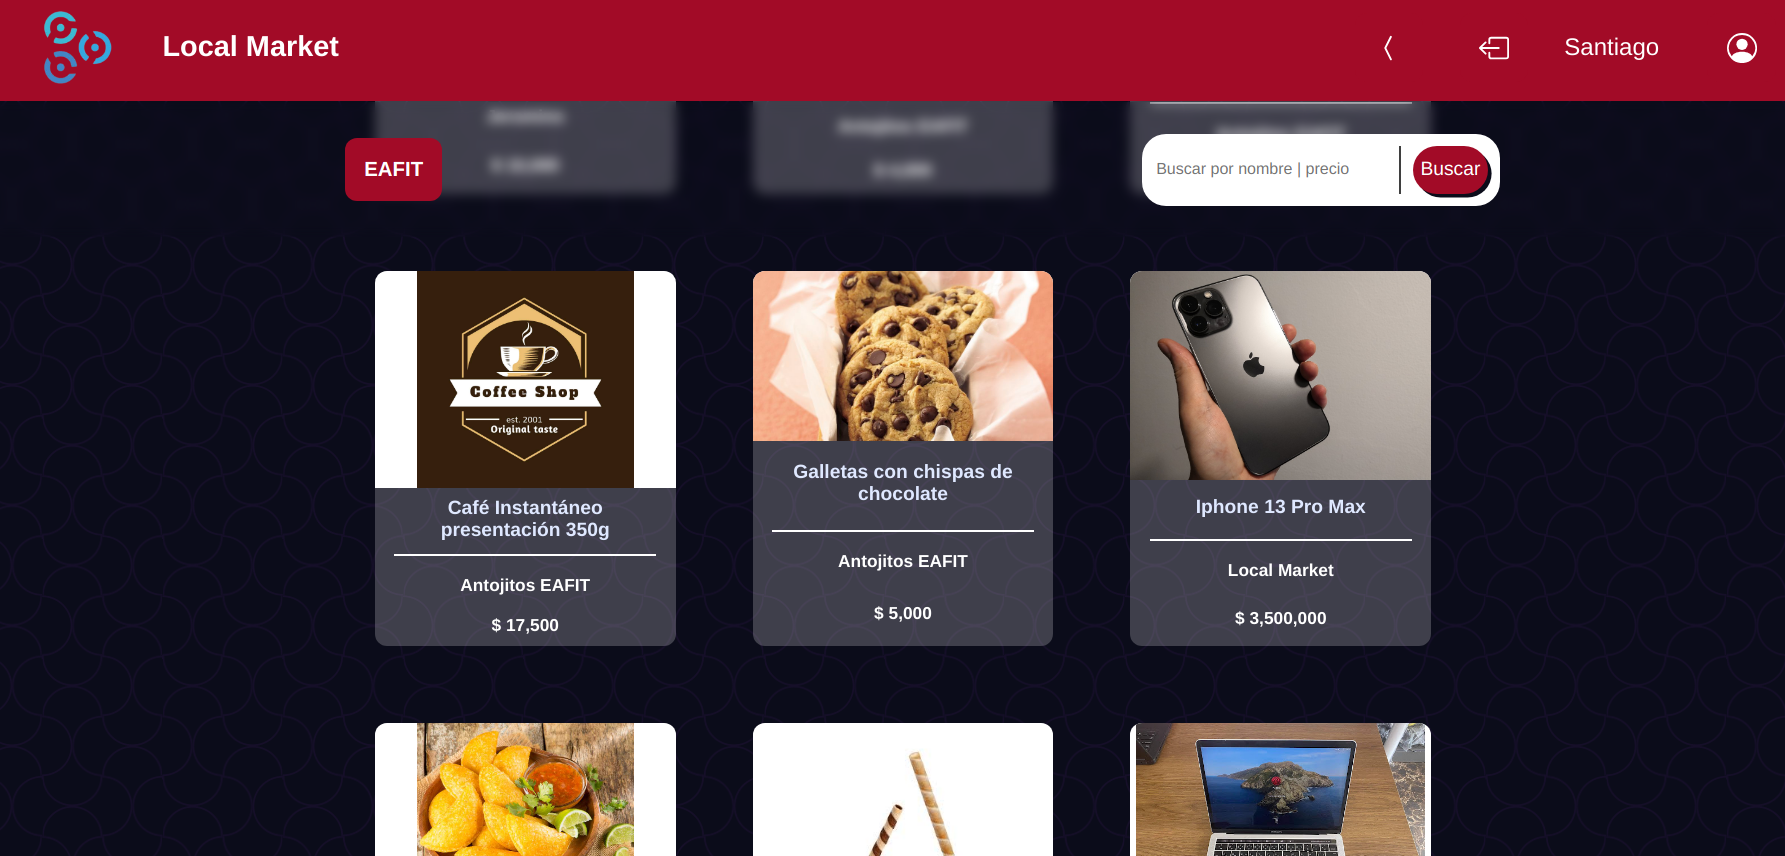 Local Market
Santiago
EAFIT
Buscar por nombre | precio
Buscar
Coffee Shop
est. 2001
Original taste
Café Instantáneo
presentación 350g
Antojitos EAFIT
$ 17,500
Galletas con chispas de
chocolate
Antojitos EAFIT
$ 5,000
Iphone 13 Pro Max
Local Market
$ 3,500,000